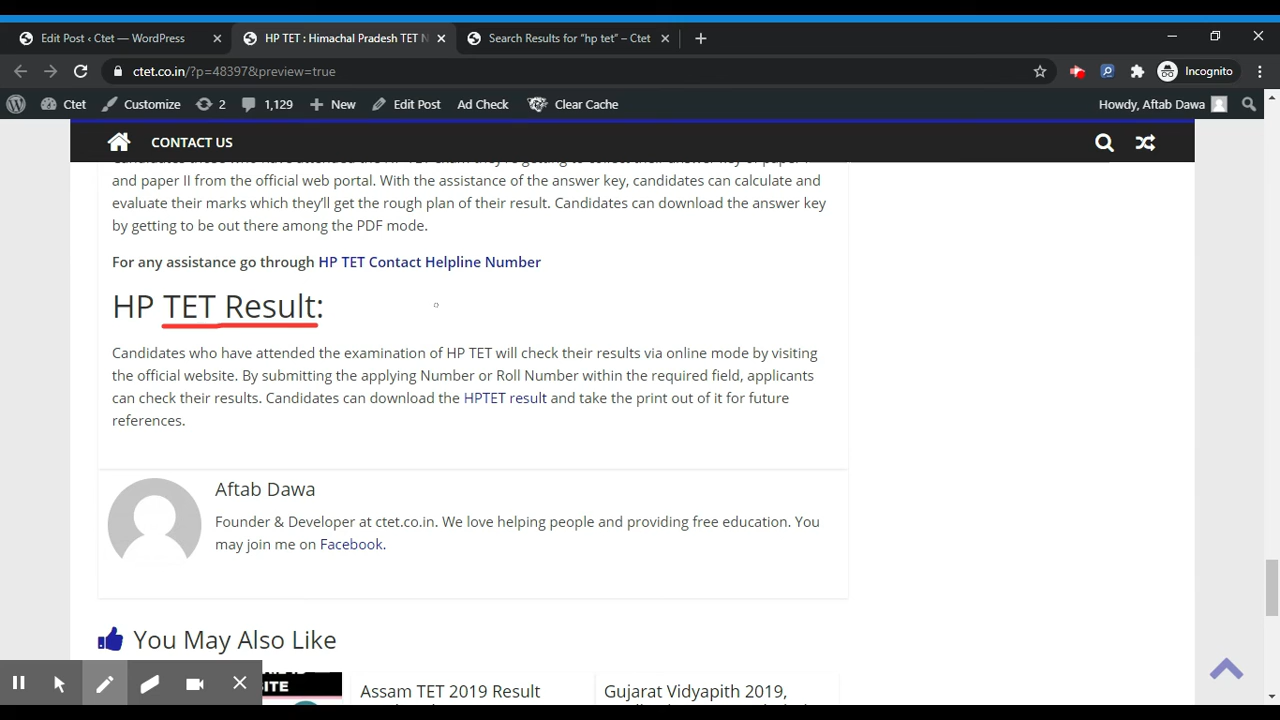 Edit Post ‹ Ctet — WordPress
HP TET : Himachal Pradesh TET N
Search Results for “hp tet” – Ctet
ctet.co.in/?p=48397&preview=true
Incognito
Ctet Customize 2 1,129 New Edit Post Ad Check Clear Cache Howdy, Aftab Dawa
CONTACT US
and paper II from the official web portal. With the assistance of the answer key, candidates can calculate and
evaluate their marks which they’ll get the rough plan of their result. Candidates can download the answer key
by getting to be out there among the PDF mode.
For any assistance go through HP TET Contact Helpline Number
HP TET Result:
Candidates who have attended the examination of HP TET will check their results via online mode by visiting
the official website. By submitting the applying Number or Roll Number within the required field, applicants
can check their results. Candidates can download the HPTET result and take the print out of it for future
references.
Aftab Dawa
Founder & Developer at ctet.co.in. We love helping people and providing free education. You
may join me on Facebook.
You May Also Like
SITE
Assam TET 2019 Result
Gujarat Vidyapith 2019,